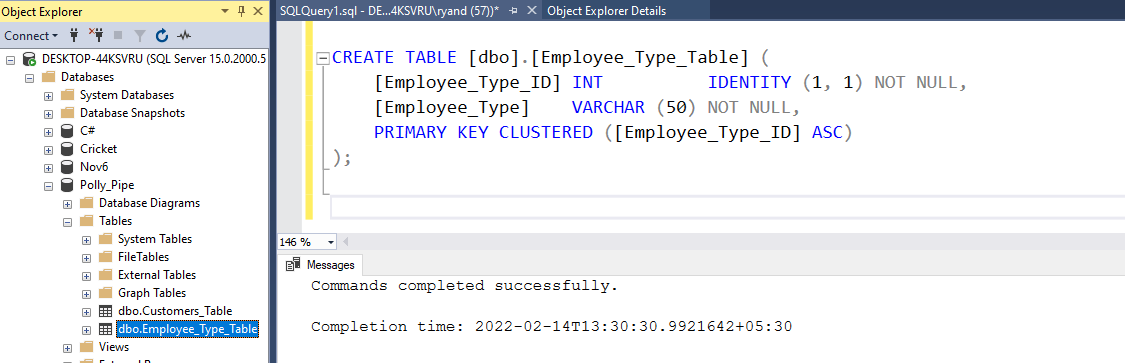 Object Explorer
Connect
DESKTOP-44KSVRU (SQL Server 15.0.2000.5
Databases
System Databases
Database Snapshots
C#
Cricket
Nov6
Polly_Pipe
Database Diagrams
Tables
System Tables
FileTables
External Tables
Graph Tables
dbo.Customers_Table
dbo.Employee_Type_Table
Views
SQLQuery1.sql - DE...4KSVRU\ryand (57))*
Object Explorer Details
CREATE TABLE [dbo].[Employee_Type_Table] (
[Employee_Type_ID] INT IDENTITY (1, 1) NOT NULL,
[Employee_Type] VARCHAR (50) NOT NULL,
PRIMARY KEY CLUSTERED ([Employee_Type_ID] ASC)
);
146 %
Messages
Commands completed successfully.
Completion time: 2022-02-14T13:30:30.9921642+05:30